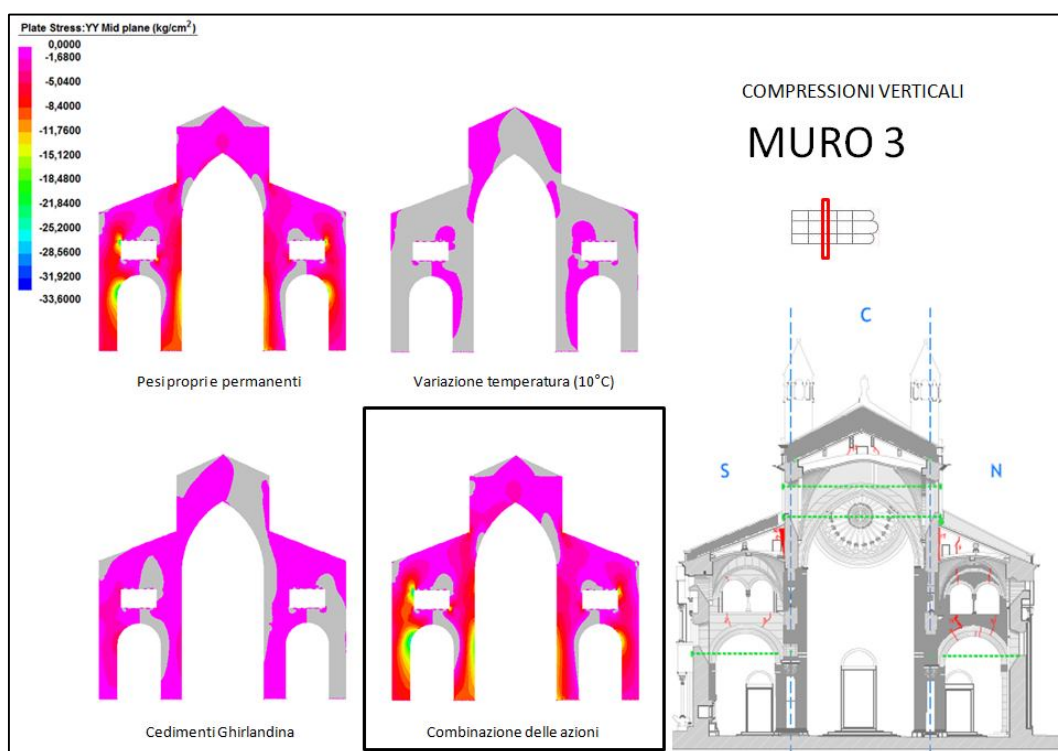 Plate Stress:YY Mid plane (kg/cm²)
0,0000
-1,6800
-5,0400
-8,4000
-11,7600
-15,1200
-18,4800
-21,8400
-25,2000
-28,5600
-31,9200
-33,6000
COMPRESSIONI VERTICALI
MURO 3
Pesi propri e permanenti
Variazione temperatura (10°C)
C
S
N
Cedimenti Ghirlandina
Combinazione delle azioni